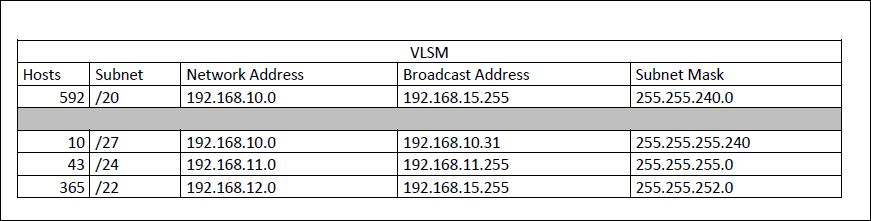 VLSM
Hosts Subnet Network Address Broadcast Address Subnet Mask
592 /20 192.168.10.0 192.168.15.255 255.255.240.0
10 /27 192.168.10.0 192.168.10.31 255.255.255.240
43 /24 192.168.11.0 192.168.11.255 255.255.255.0
365 /22 192.168.12.0 192.168.15.255 255.255.252.0